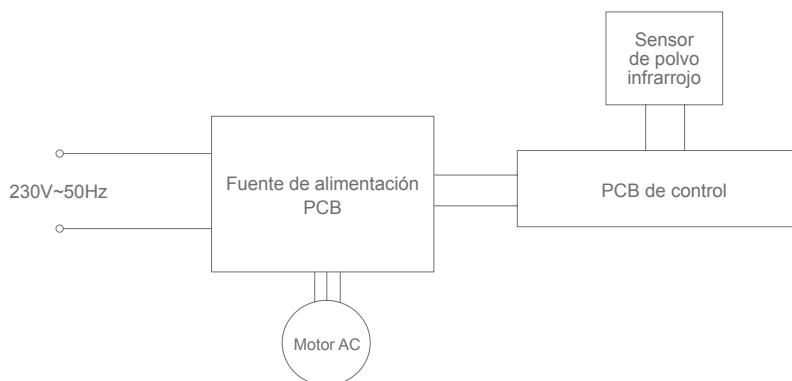 Sensor
de polvo
infrarrojo
230V~50Hz
Fuente de alimentación
PCB
PCB de control
Motor AC